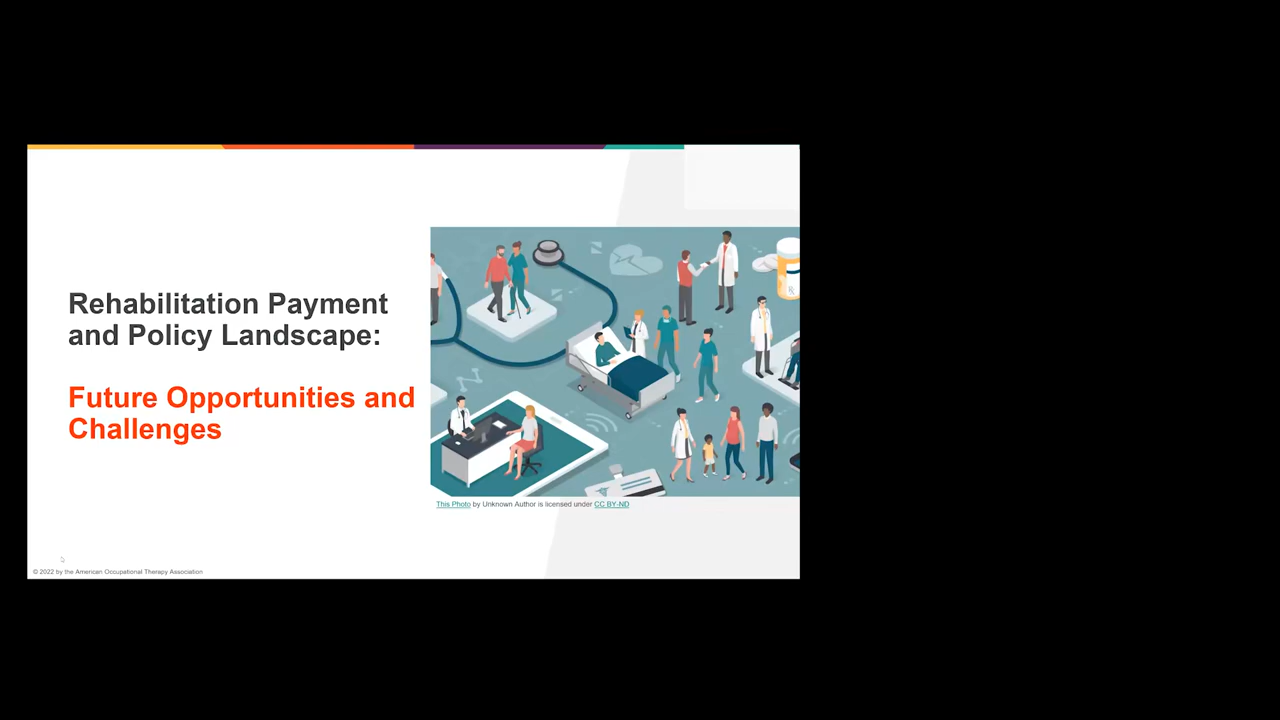 Rehabilitation Payment
and Policy Landscape:
Future Opportunities and
Challenges
This Photo by Unknown Author is licensed under CC BY-ND
© 2022 by the American Occupational Therapy Association